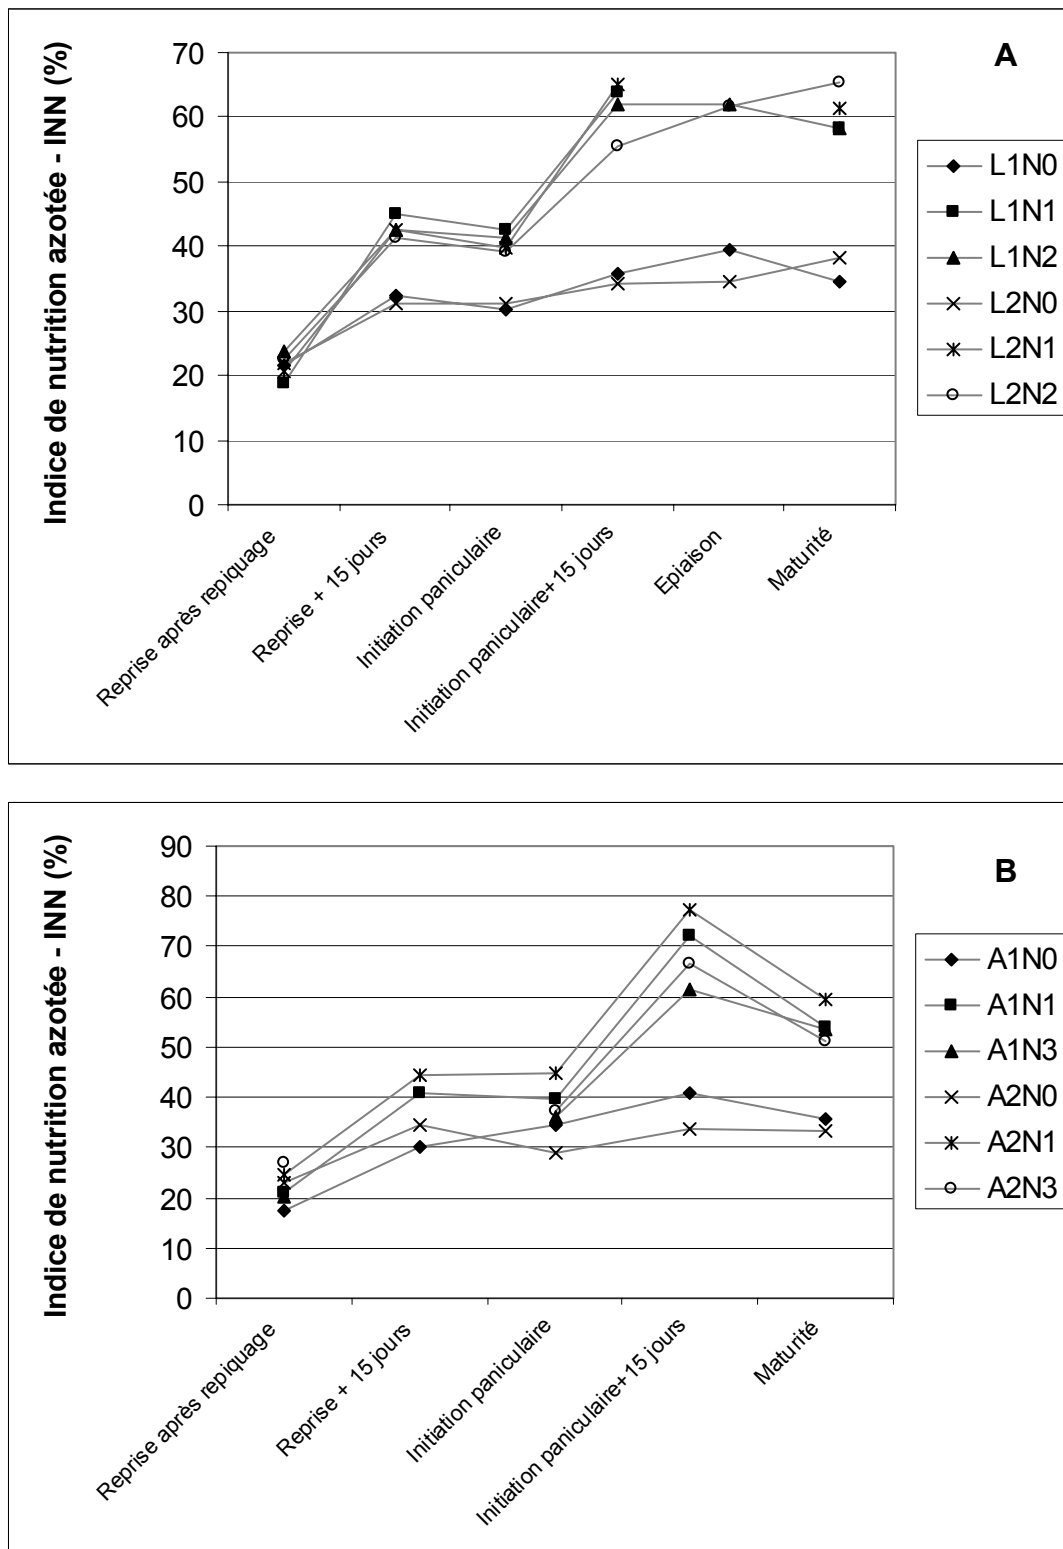 Indice de nutrition azotée - INN (%)
A
70
60
50
40
30
20
10
0
Reprise après repiquage
Reprise + 15 jours
Initiation paniculaire
Initiation paniculaire+15 jours
Epiaison
Maturité
L1N0
L1N1
L1N2
L2N0
L2N1
L2N2
Indice de nutrition azotée - INN (%)
B
90
80
70
60
50
40
30
20
10
0
Reprise après repiquage
Reprise + 15 jours
Initiation paniculaire
Initiation paniculaire+15 jours
Maturité
A1N0
A1N1
A1N3
A2N0
A2N1
A2N3